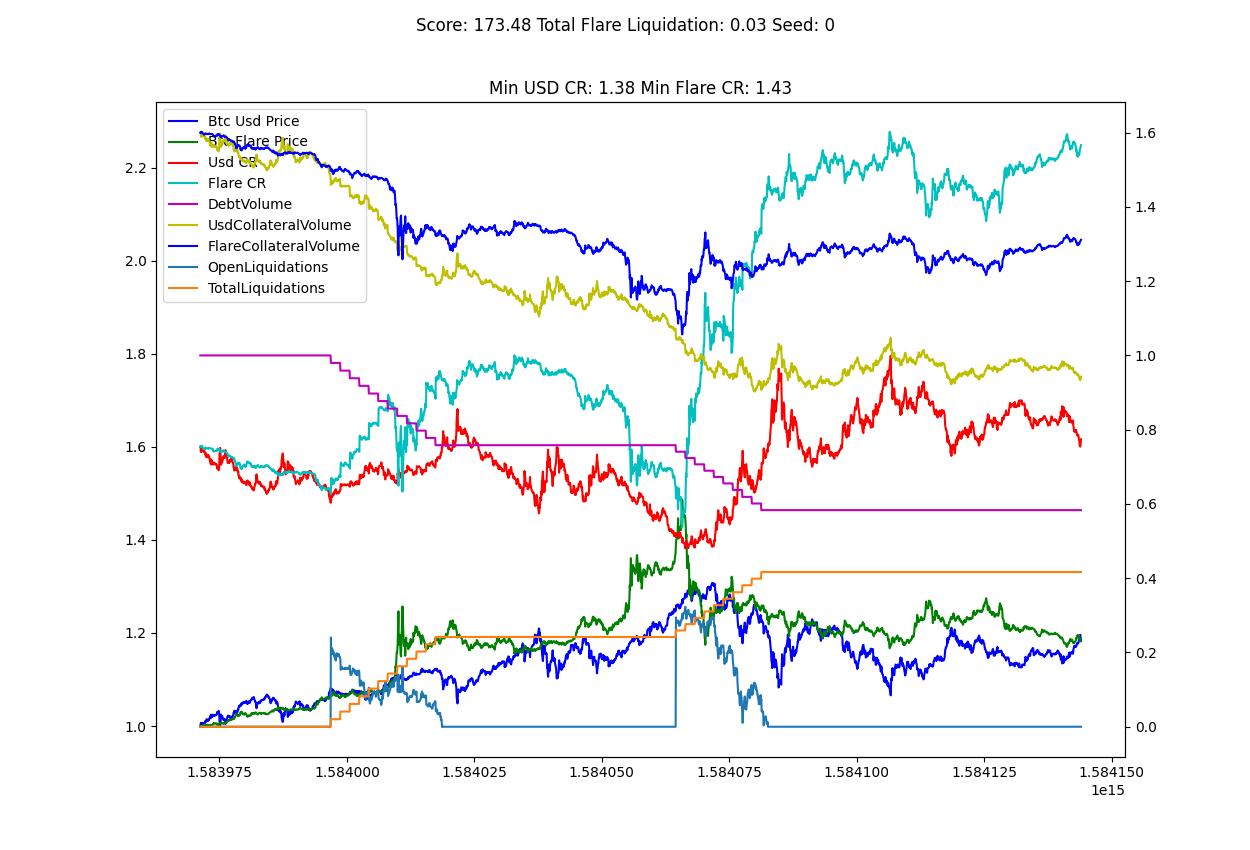 Score: 173.48 Total Flare Liquidation: 0.03 Seed: 0
Min USD CR: 1.38 Min Flare CR: 1.43
Btc Usd Price
Btc Flare Price
Usd CR
Flare CR
DebtVolume
UsdCollateralVolume
FlareCollateralVolume
OpenLiquidations
TotalLiquidations
2.2
2.0
1.8
1.6
1.4
1.2
1.0
1.6
1.4
1.2
1.0
0.8
0.6
0.4
0.2
0.0
1.583975 1.584000 1.584025 1.584050 1.584075 1.584100 1.584125 1.584150
1e15